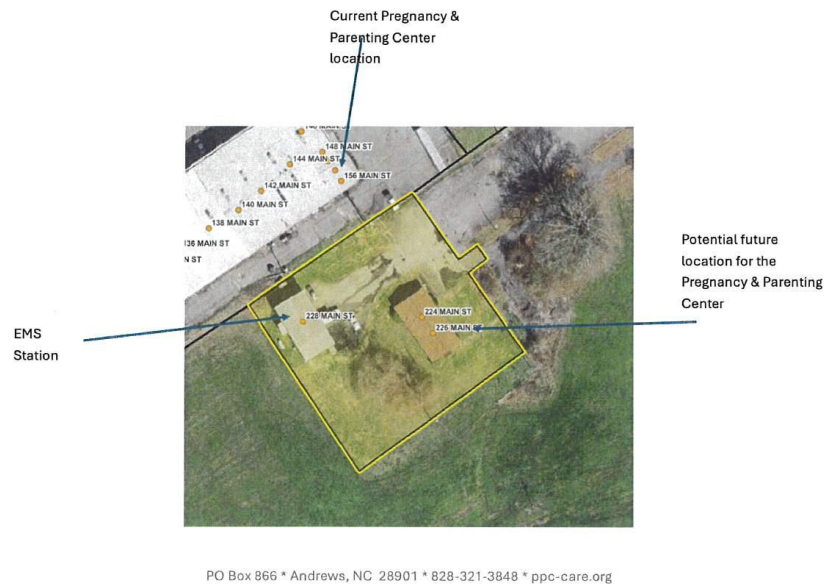 Current Pregnancy &
Parenting Center
location
148 MAIN ST
144 MAIN ST
156 MAIN ST
142 MAIN ST
140 MAIN ST
138 MAIN ST
136 MAIN ST
N ST
Potential future
location for the
Pregnancy & Parenting
Center
224 MAIN ST
228 MAIN ST
226 MAIN ST
EMS
Station
PO Box 866 * Andrews, NC 28901 * 828-321-3848 * ppc-care.org